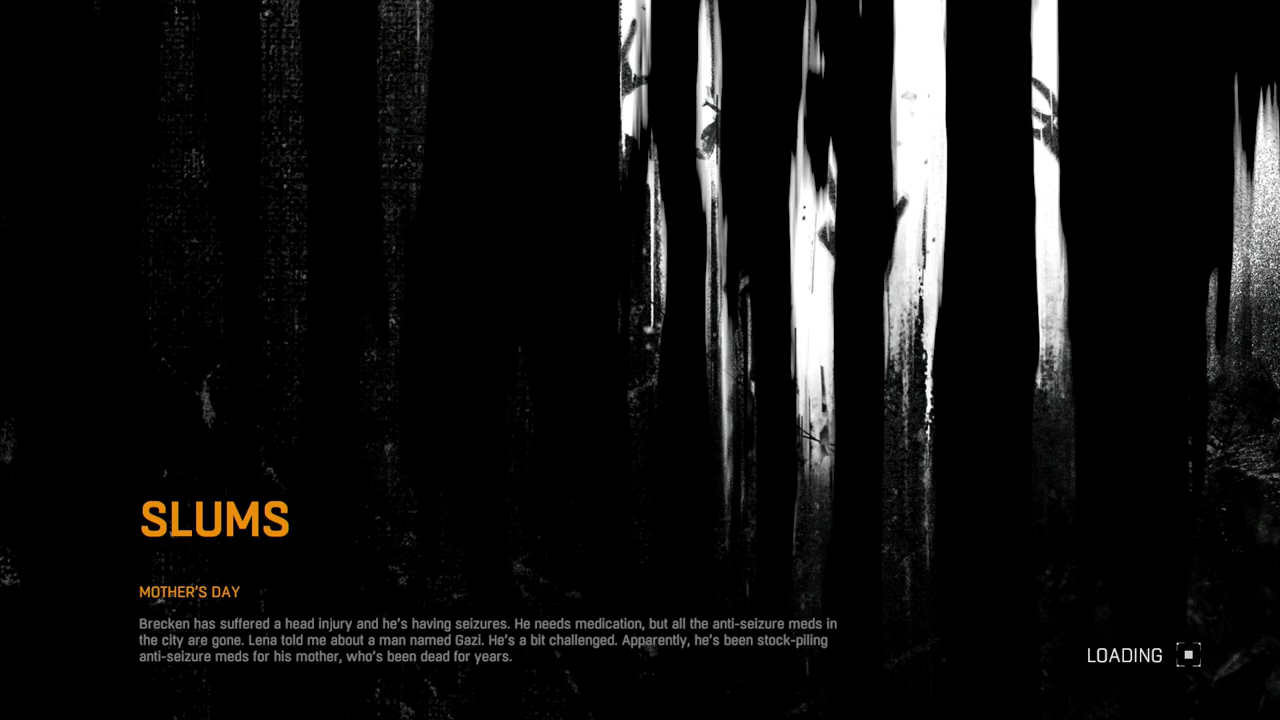 SLUMS
MOTHER'S DAY
Brecken has suffered a head injury and he's having seizures. He needs medication, but all the anti-seizure meds in
the city are gone. Lena told me about a man named Gazi. He's a bit challenged. Apparently, he's been stock-piling
anti-seizure meds for his mother, who's been dead for years.
LOADING